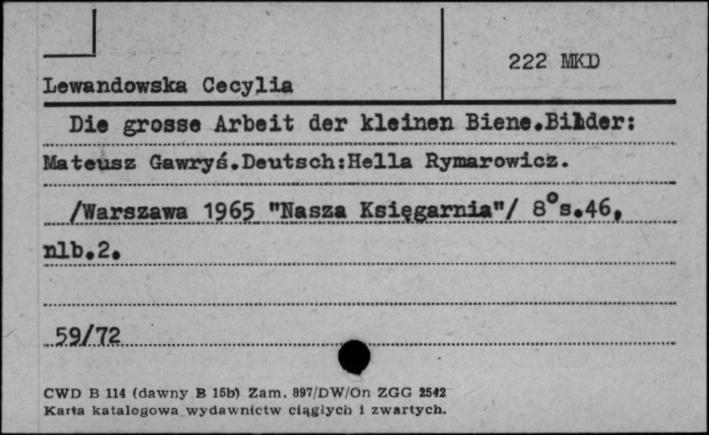 222 MKD
Lewandowska Cecylia
Die grosse Arbeit der kleinen Biene.Bilder:
Mateusz Gawryś.Deutsch:Hella Rymarowicz.
/Warszawa 1965 "Nasza Księgarnia"/ 8° s.46,
nlb.2.
59/72
CWD B 114 (dawny B 15b) Zam. 897/DW/On ZGG 2542
Karta katalogowa wydawnictw ciągłych i zwartych.